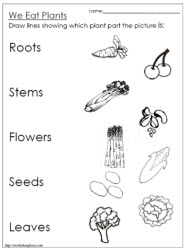 We Eat Plants Name:
Draw lines showing which plant part the picture is:
Roots
Stems
Flowers
Seeds
Leaves